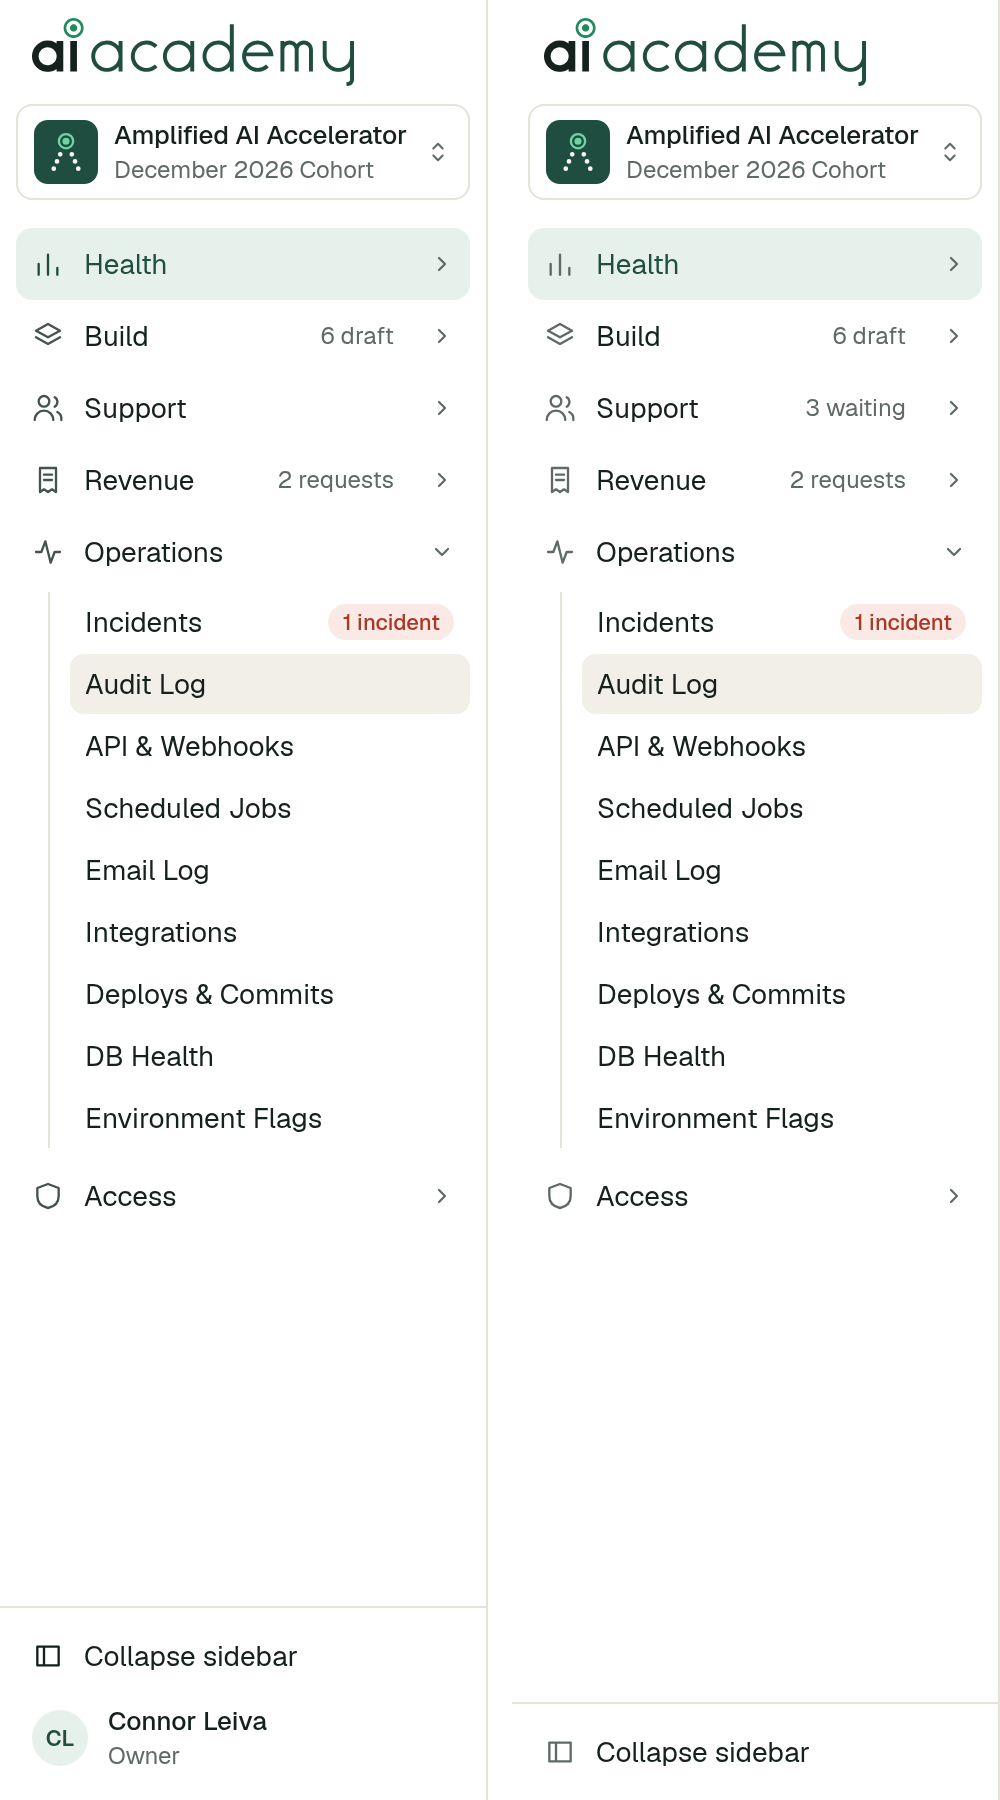 ai academy
Amplified AI Accelerator
December 2026 Cohort
Health
Build 6 draft
Support
Revenue 2 requests
Operations
Incidents 1 incident
Audit Log
API & Webhooks
Scheduled Jobs
Email Log
Integrations
Deploys & Commits
DB Health
Environment Flags
Access
Collapse sidebar
CL
Connor Leiva
Owner
ai academy
Amplified AI Accelerator
December 2026 Cohort
Health
Build 6 draft
Support 3 waiting
Revenue 2 requests
Operations
Incidents 1 incident
Audit Log
API & Webhooks
Scheduled Jobs
Email Log
Integrations
Deploys & Commits
DB Health
Environment Flags
Access
Collapse sidebar